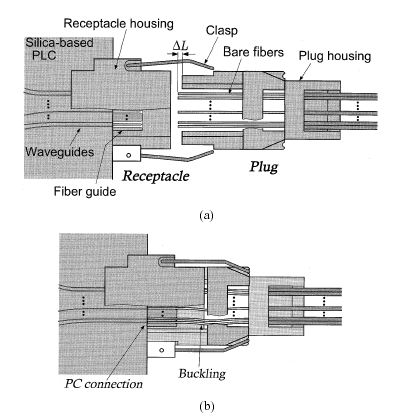 Receptacle housing
Silica-based
PLC
ΔL
Clasp
Bare fibers
Plug housing
Waveguides
Fiber guide
Receptacle
Plug
(a)
PC connection
Buckling
(b)